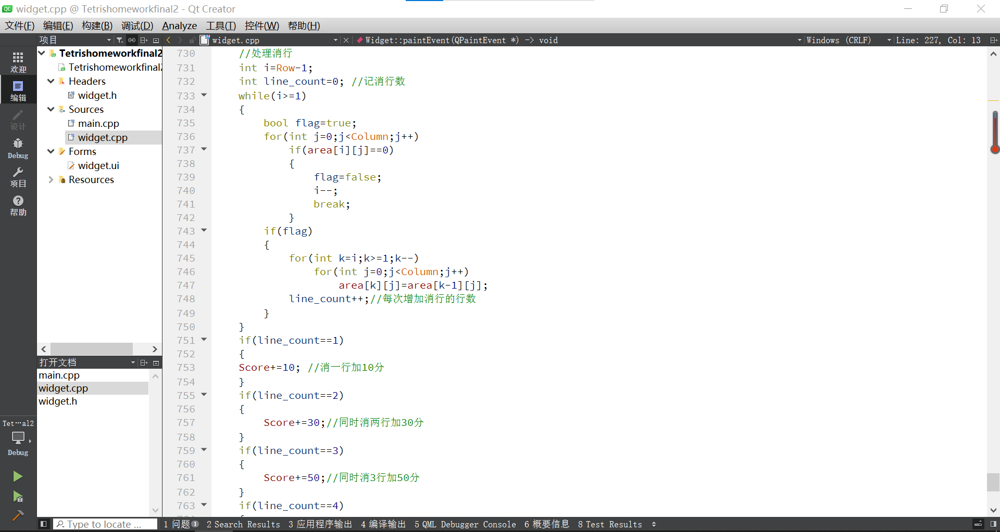 widget.cpp @ Tetrishomeworkfinal2 - Qt Creator
文件(F) 编辑(E) 构建(B) 调试(D) Analyze 工具(T) 控件(W) 帮助(H)
项目 widget.cpp Widget::paintEvent(QPaintEvent *) -> void Windows (CRLF) Line: 227, Col: 13
欢迎
编辑
设计
Debug
项目
帮助
Tet···al2
Debug
Tetrishomeworkfinal2
Tetrishomeworkfinal2
Headers
widget.h
Sources
main.cpp
widget.cpp
Forms
widget.ui
Resources
打开文档
main.cpp
widget.cpp
widget.h
730 //处理消行
731 int i=Row-1;
732 int line_count=0; //记消行数
733 while(i>=1)
734 {
735 bool flag=true;
736 for(int j=0;j<Column;j++)
737 if(area[i][j]==0)
738 {
739 flag=false;
740 i--;
741 break;
742 }
743 if(flag)
744 {
745 for(int k=i;k>=1;k--)
746 for(int j=0;j<Column;j++)
747 area[k][j]=area[k-1][j];
748 line_count++;//每次增加消行的行数
749 }
750 }
751 if(line_count==1)
752 {
753 Score+=10; //消一行加10分
754 }
755 if(line_count==2)
756 {
757 Score+=30;//同时消两行加30分
758 }
759 if(line_count==3)
760 {
761 Score+=50;//同时消3行加50分
762 }
763 if(line_count==4)
Type to locate ... 1 问题 1 2 Search Results 3 应用程序输出 4 编译输出 5 QML Debugger Console 6 概要信息 8 Test Results